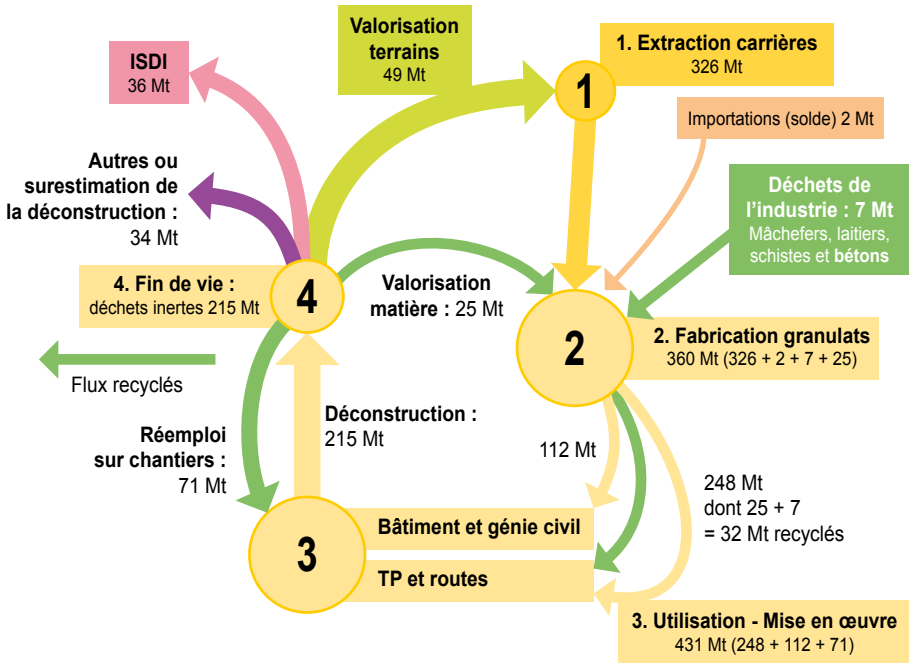 Valorisation
terrains
49 Mt
ISDI
36 Mt
1. Extraction carrières
326 Mt
1
Importations (solde) 2 Mt
Autres ou
surestimation de
la déconstruction :
34 Mt
Déchets de
l'industrie : 7 Mt
Mâchefers, laitiers,
schistes et bétons
4. Fin de vie :
déchets inertes 215 Mt
4
Valorisation
matière : 25 Mt
2
2. Fabrication granulats
360 Mt (326 + 2 + 7 + 25)
Flux recyclés
Déconstruction :
215 Mt
Réemploi
sur chantiers :
71 Mt
112 Mt
248 Mt
dont 25 + 7
= 32 Mt recyclés
3
Bâtiment et génie civil
TP et routes
3. Utilisation - Mise en œuvre
431 Mt (248 + 112 + 71)